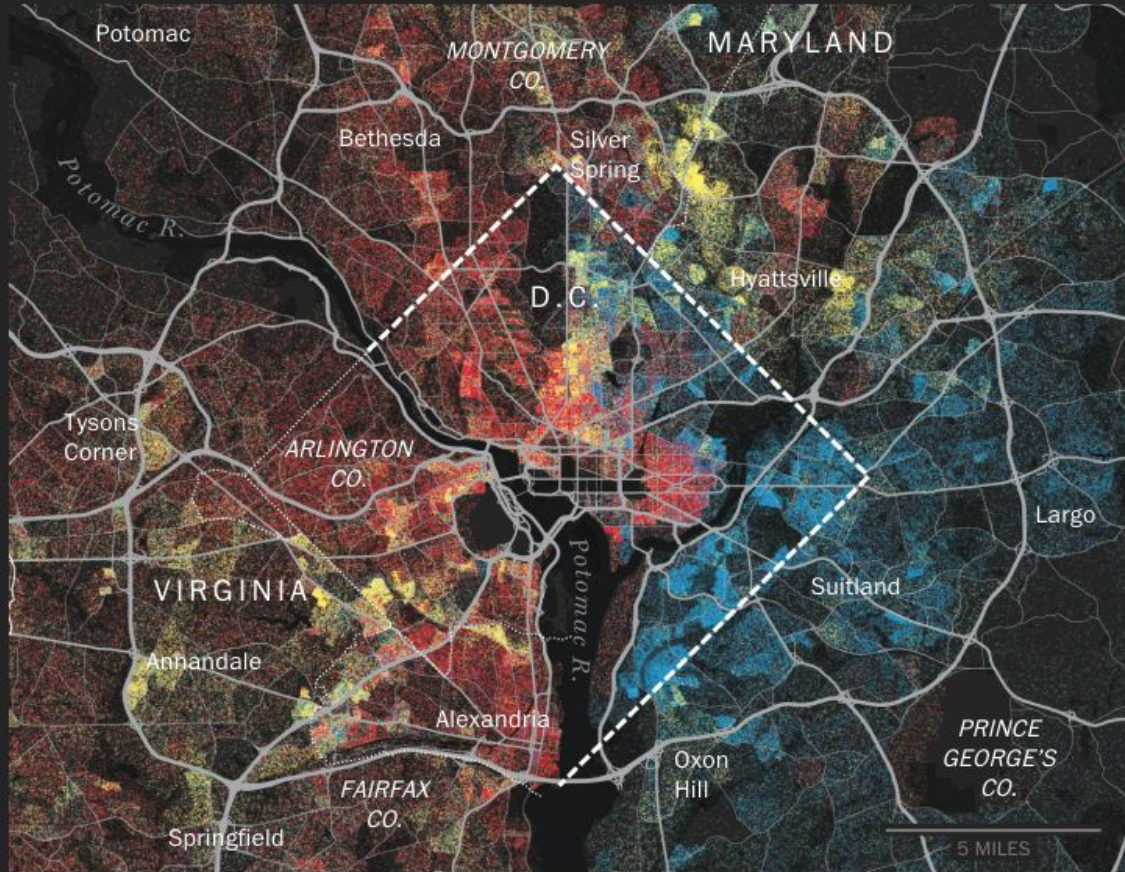 Potomac
MONTGOMERY
CO.
MARYLAND
Bethesda
Silver
Spring
Potomac R.
Hyattsville
D.C.
Tysons
Corner
ARLINGTON
CO.
Largo
Potomac R.
VIRGINIA
Suitland
Annandale
Alexandria
Oxon
Hill
PRINCE
GEORGE'S
CO.
FAIRFAX
CO.
Springfield
5 MILES